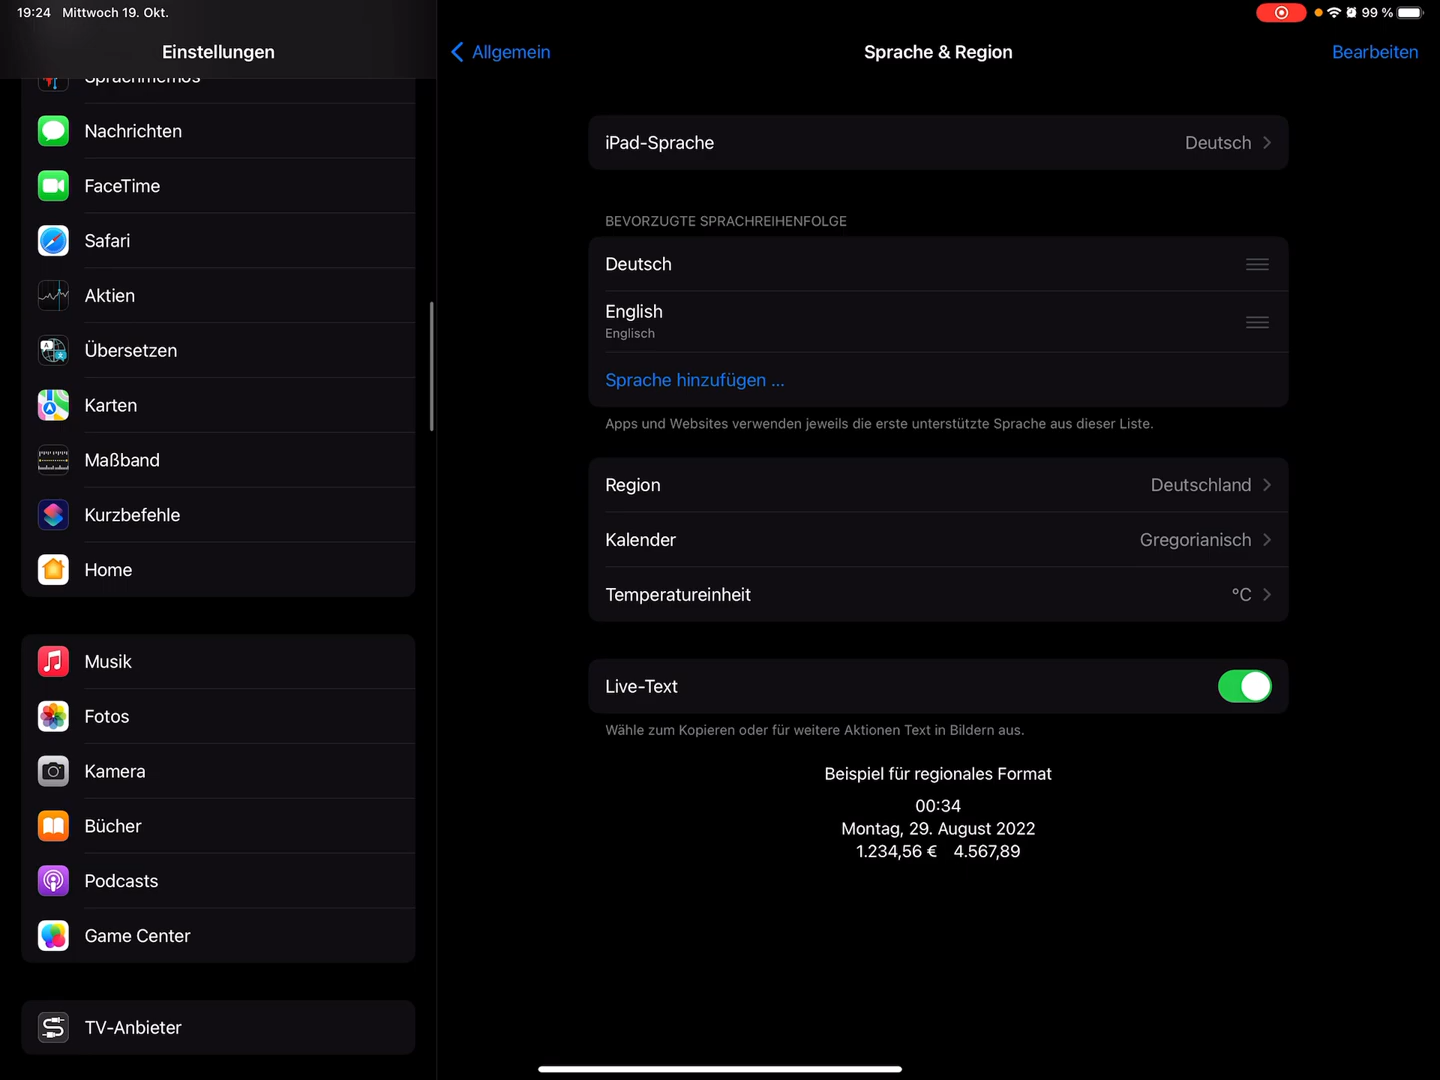 19:24 Mittwoch 19. Okt.
99 %
Einstellungen
Sprachmemos
Nachrichten
FaceTime
Safari
Aktien
Übersetzen
Karten
Maßband
Kurzbefehle
Home
Musik
Fotos
Kamera
Bücher
Podcasts
Game Center
TV-Anbieter
Allgemein
Sprache & Region
Bearbeiten
iPad-Sprache Deutsch
BEVORZUGTE SPRACHREIHENFOLGE
Deutsch
English
Englisch
Sprache hinzufügen ...
Apps und Websites verwenden jeweils die erste unterstützte Sprache aus dieser Liste.
Region Deutschland
Kalender Gregorianisch
Temperatureinheit °C
Live-Text
Wähle zum Kopieren oder für weitere Aktionen Text in Bildern aus.
Beispiel für regionales Format
00:34
Montag, 29. August 2022
1.234,56 € 4.567,89